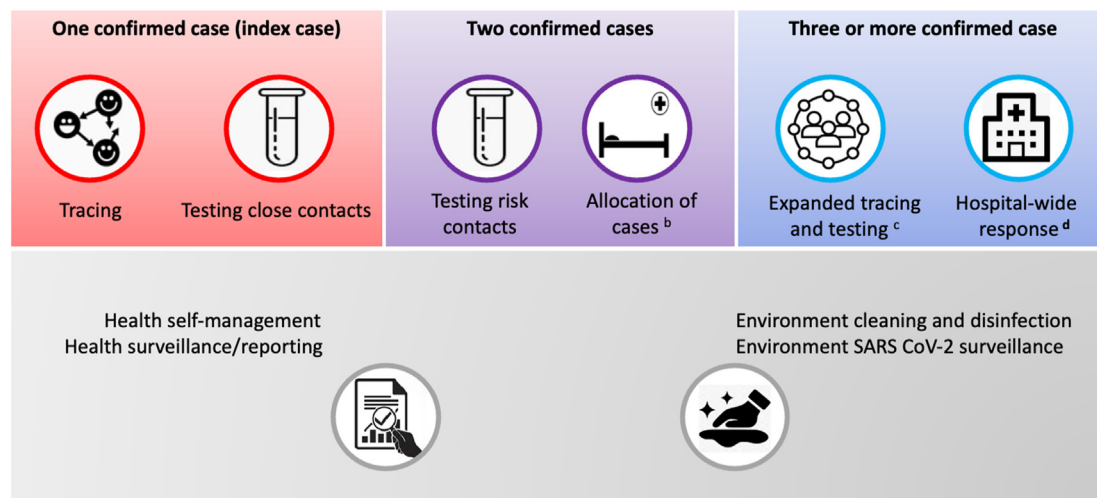 One confirmed case (index case)
Two confirmed cases
Three or more confirmed case
Tracing
Testing close contacts
Testing risk
contacts
Allocation of
cases ᵇ
Expanded tracing
and testing ᶜ
Hospital-wide
response ᵈ
Health self-management
Health surveillance/reporting
Environment cleaning and disinfection
Environment SARS CoV-2 surveillance